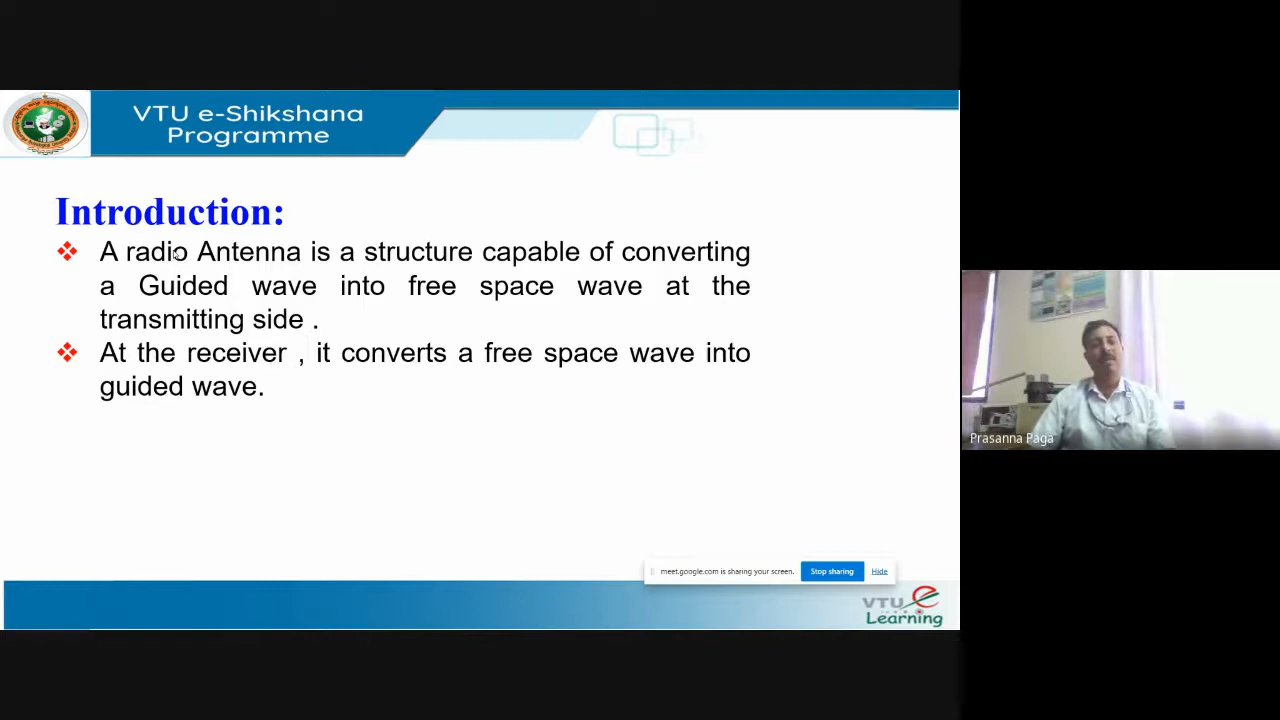 VTU e-Shikshana
Programme
Introduction:
A radio Antenna is a structure capable of converting
a Guided wave into free space wave at the
transmitting side .
At the receiver , it converts a free space wave into
guided wave.
Prasanna Paga
meet.google.com is sharing your screen.
Stop sharing
Hide
VTU e
Learning